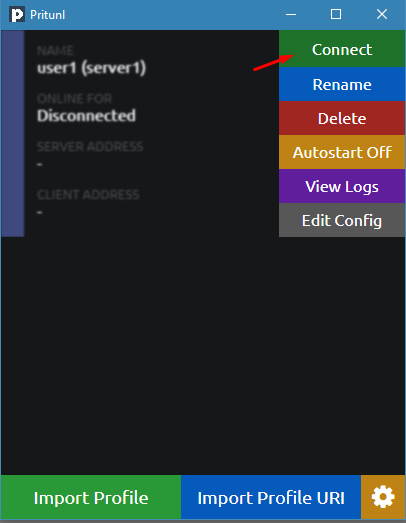 Pritunl
NAME
user1 (server1)
ONLINE FOR
Disconnected
SERVER ADDRESS
-
CLIENT ADDRESS
-
Connect
Rename
Delete
Autostart Off
View Logs
Edit Config
Import Profile
Import Profile URI